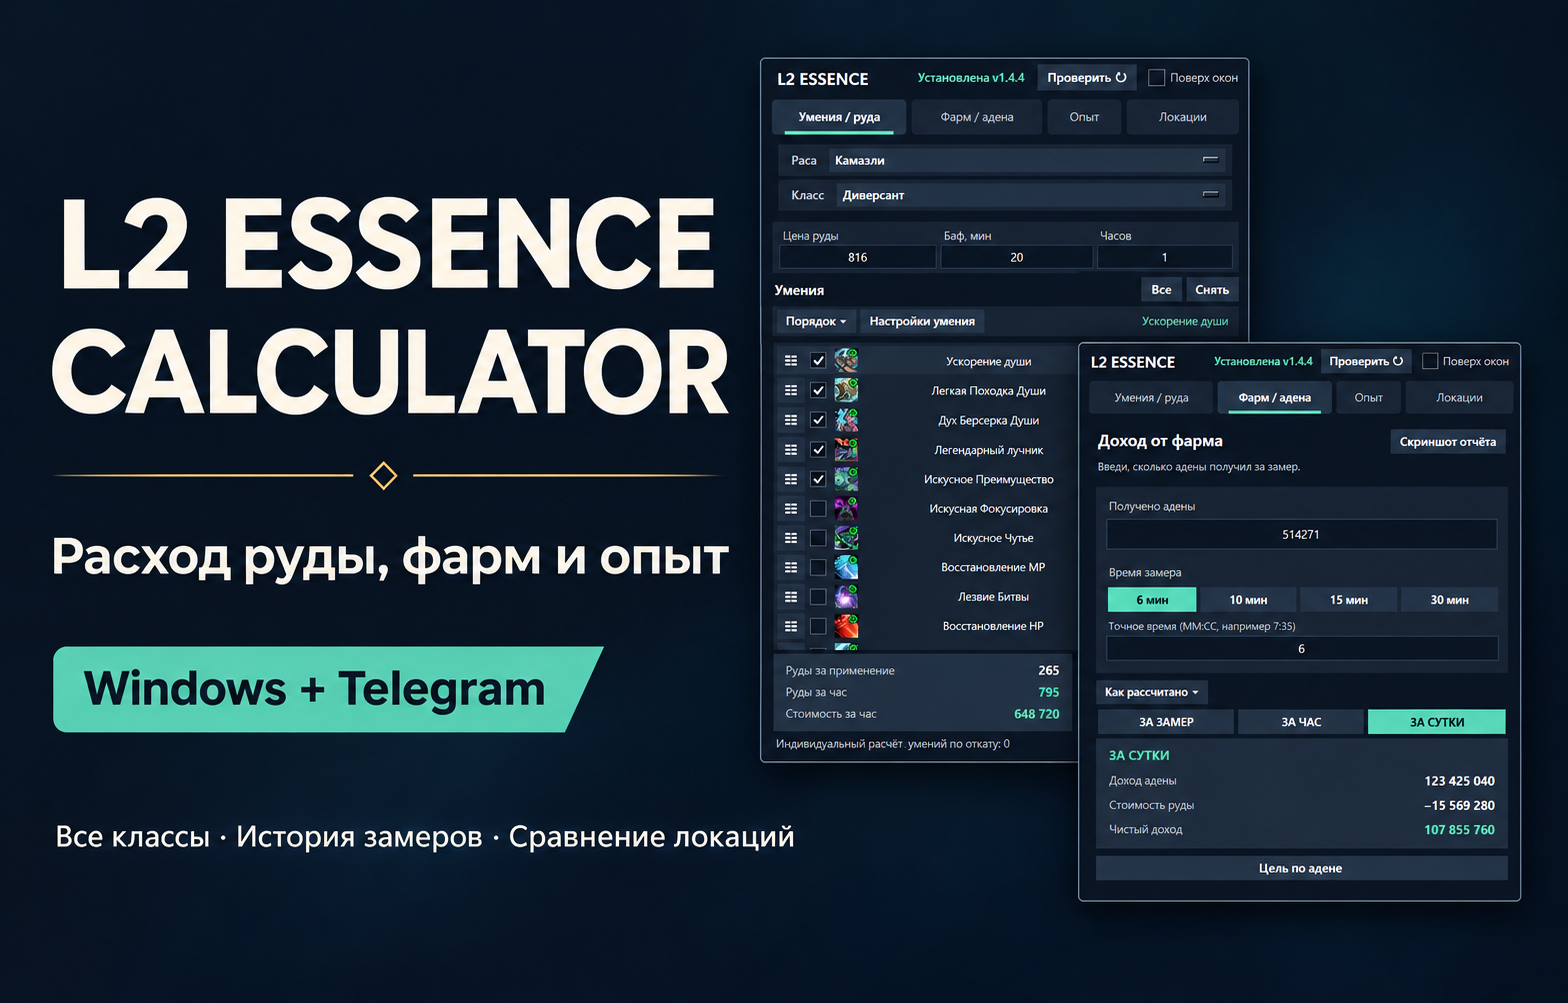 L2 ESSENCE
CALCULATOR
Расход руды, фарм и опыт
Windows + Telegram
Все классы · История замеров · Сравнение локаций
L2 ESSENCE Установлена v1.4.4 Проверить Поверх окон
Умения / руда Фарм / адена Опыт Локации
Раса Камазли
Класс Диверсант
Цена руды Баф, мин Часов
816 20 1
Умения Все Снять
Порядок Настройки умения Ускорение души
Ускорение души
Легкая Походка Души
Дух Берсерка Души
Легендарный лучник
Искусное Преимущество
Искусная Фокусировка
Искусное Чутье
Восстановление MP
Лезвие Битвы
Восстановление HP
Руды за применение 265
Руды за час 795
Стоимость за час 648 720
Индивидуальный расчёт. умений по откату: 0
L2 ESSENCE Установлена v1.4.4 Проверить Поверх окон
Умения / руда Фарм / адена Опыт Локации
Доход от фарма Скриншот отчёта
Введи, сколько адены получил за замер.
Получено адены
514271
Время замера
6 мин 10 мин 15 мин 30 мин
Точное время (ММ:СС, например 7:35)
6
Как рассчитано
ЗА ЗАМЕР ЗА ЧАС ЗА СУТКИ
ЗА СУТКИ
Доход адены 123 425 040
Стоимость руды −15 569 280
Чистый доход 107 855 760
Цель по адене